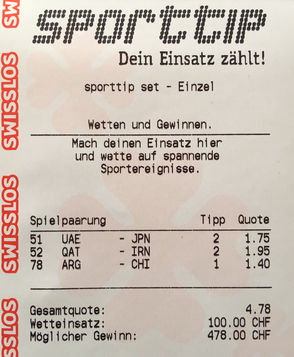 sporttip
Dein Einsatz zählt!
sporttip set - Einzel
Wetten und Gewinnen.
Mach deinen Einsatz hier
und wette auf spannende
Sportereignisse.
Spielpaarung Tipp Quote
51 UAE - JPN 2 1.75
52 QAT - IRN 2 1.95
78 ARG - CHI 1 1.40
Gesamtquote: 4.78
Wetteinsatz: 100.00 CHF
Möglicher Gewinn: 478.00 CHF
SWISSLOS
SWISSLOS